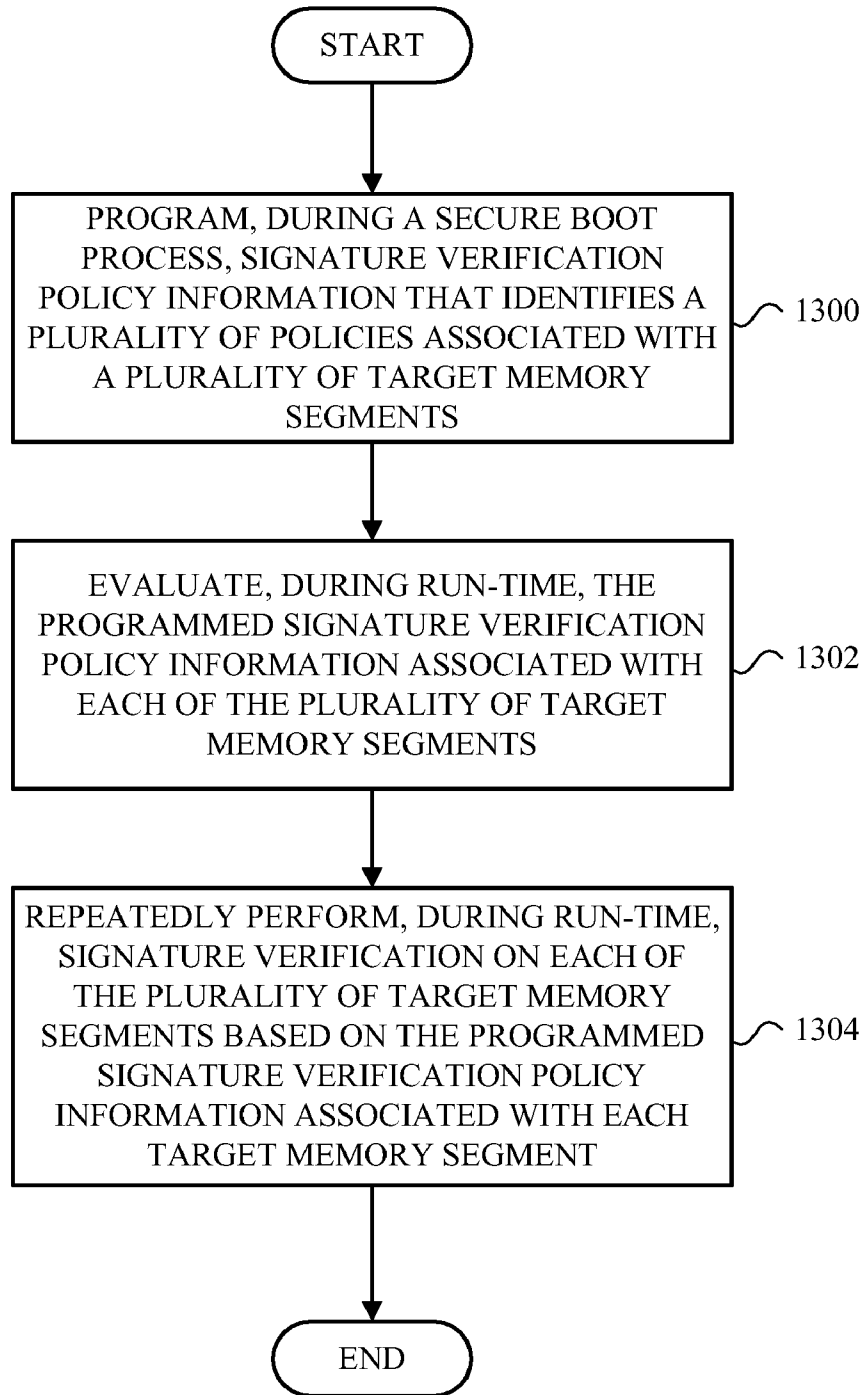 START
PROGRAM, DURING A SECURE BOOT
PROCESS, SIGNATURE VERIFICATION
POLICY INFORMATION THAT IDENTIFIES A
PLURALITY OF POLICIES ASSOCIATED WITH
A PLURALITY OF TARGET MEMORY
SEGMENTS
1300
EVALUATE, DURING RUN-TIME, THE
PROGRAMMED SIGNATURE VERIFICATION
POLICY INFORMATION ASSOCIATED WITH
EACH OF THE PLURALITY OF TARGET
MEMORY SEGMENTS
1302
REPEATEDLY PERFORM, DURING RUN-TIME,
SIGNATURE VERIFICATION ON EACH OF
THE PLURALITY OF TARGET MEMORY
SEGMENTS BASED ON THE PROGRAMMED
SIGNATURE VERIFICATION POLICY
INFORMATION ASSOCIATED WITH EACH
TARGET MEMORY SEGMENT
1304
END